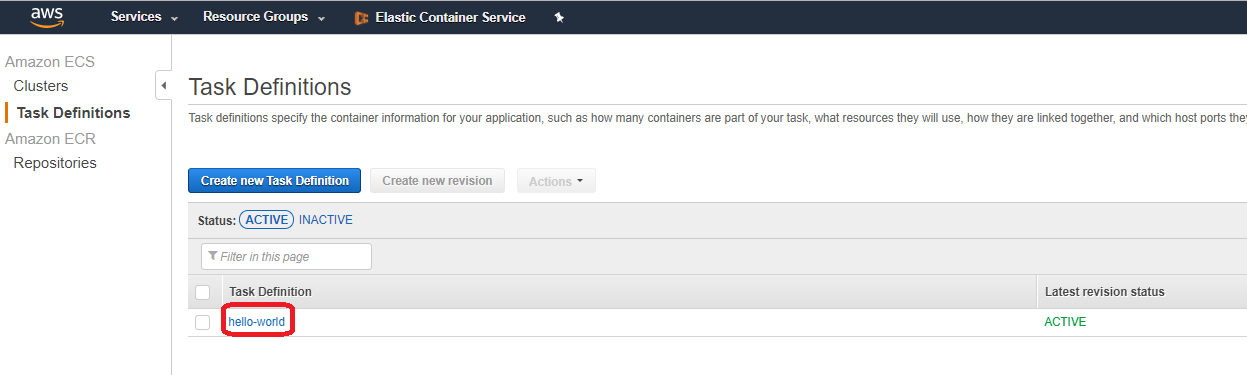 aws Services Resource Groups Elastic Container Service
Amazon ECS
Clusters
Task Definitions
Amazon ECR
Repositories
Task Definitions
Task definitions specify the container information for your application, such as how many containers are part of your task, what resources they will use, how they are linked together, and which host ports they
Create new Task Definition Create new revision Actions
Status: ACTIVE INACTIVE
Filter in this page
Task Definition Latest revision status
hello-world ACTIVE